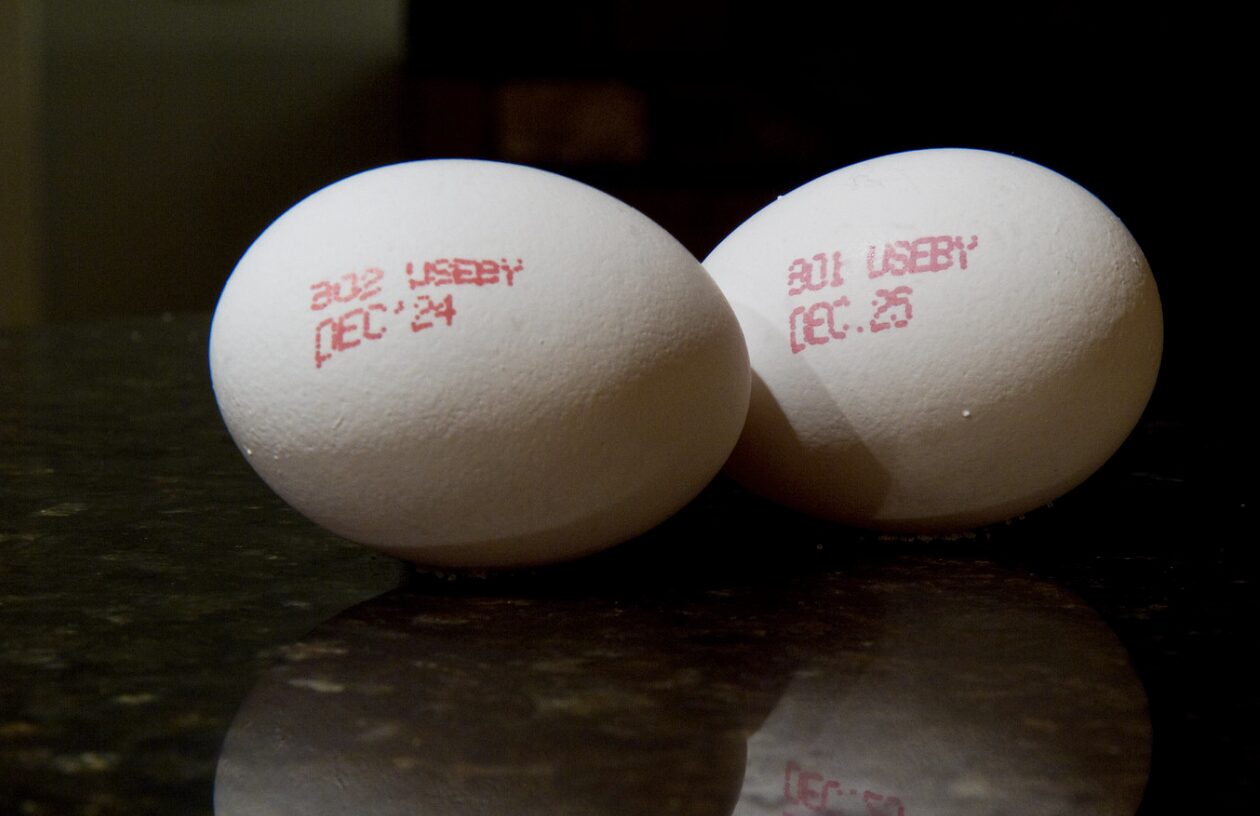 302 USEBY
DEC 24
301 USEBY
DEC. 25